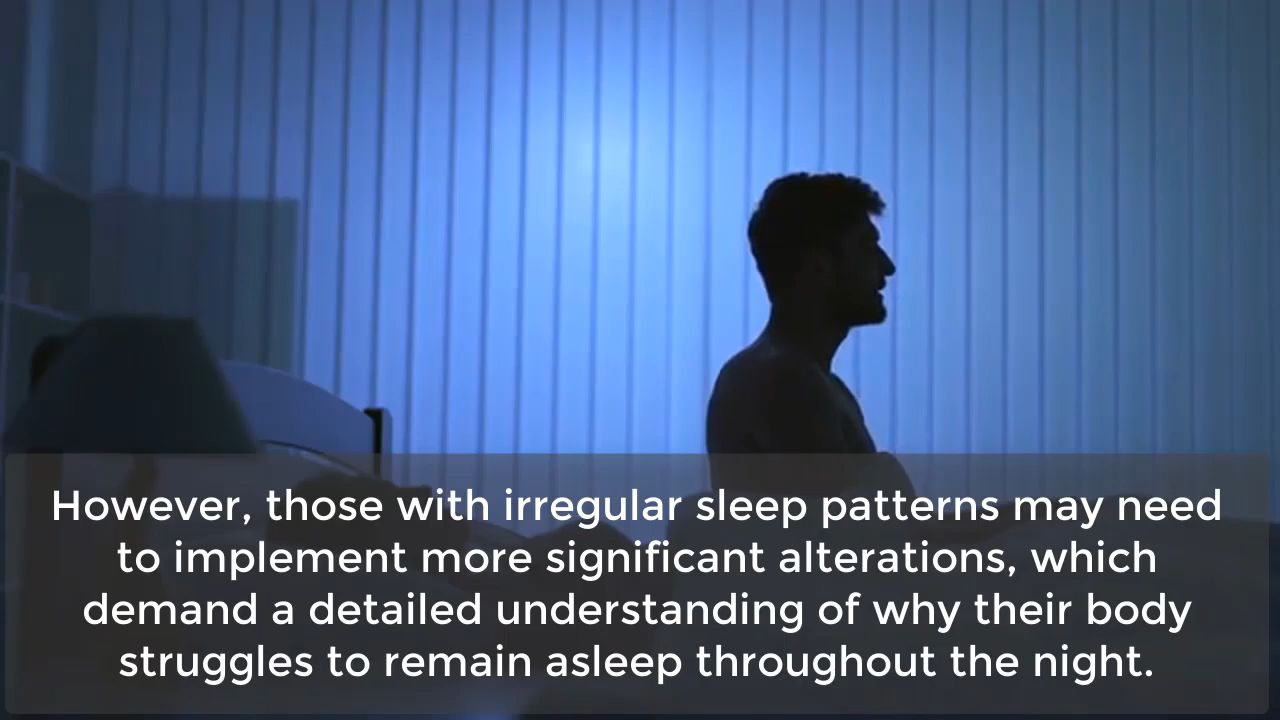 However, those with irregular sleep patterns may need
to implement more significant alterations, which
demand a detailed understanding of why their body
struggles to remain asleep throughout the night.